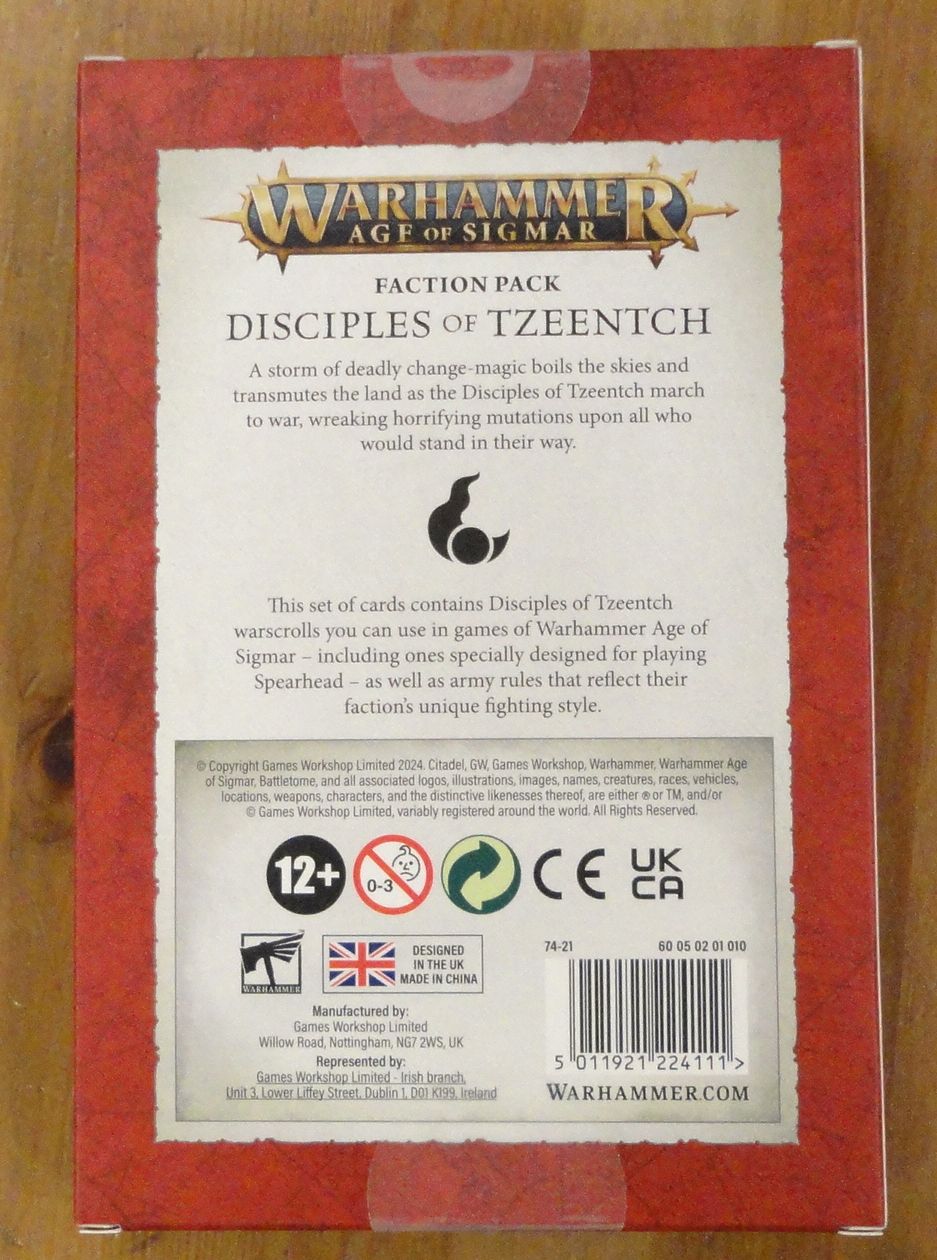 WARHAMMER
AGE OF SIGMAR
FACTION PACK
DISCIPLES OF TZEENTCH
A storm of deadly change-magic boils the skies and
transmutes the land as the Disciples of Tzeentch march
to war, wreaking horrifying mutations upon all who
would stand in their way.
This set of cards contains Disciples of Tzeentch
warscrolls you can use in games of Warhammer Age of
Sigmar – including ones specially designed for playing
Spearhead – as well as army rules that reflect their
faction's unique fighting style.
© Copyright Games Workshop Limited 2024. Citadel, GW, Games Workshop, Warhammer, Warhammer Age
of Sigmar, Battletome, and all associated logos, illustrations, images, names, creatures, races, vehicles,
locations, weapons, characters, and the distinctive likenesses thereof, are either ® or TM, and/or
© Games Workshop Limited, variably registered around the world. All Rights Reserved.
12+
0-3
CE
UK
CA
WARHAMMER
DESIGNED
IN THE UK
MADE IN CHINA
74-21 60 05 02 01 010
Manufactured by:
Games Workshop Limited
Willow Road, Nottingham, NG7 2WS, UK
Represented by:
Games Workshop Limited - Irish branch,
Unit 3, Lower Liffey Street, Dublin 1, D01 K199, Ireland
5 011921 224111 >
WARHAMMER.COM